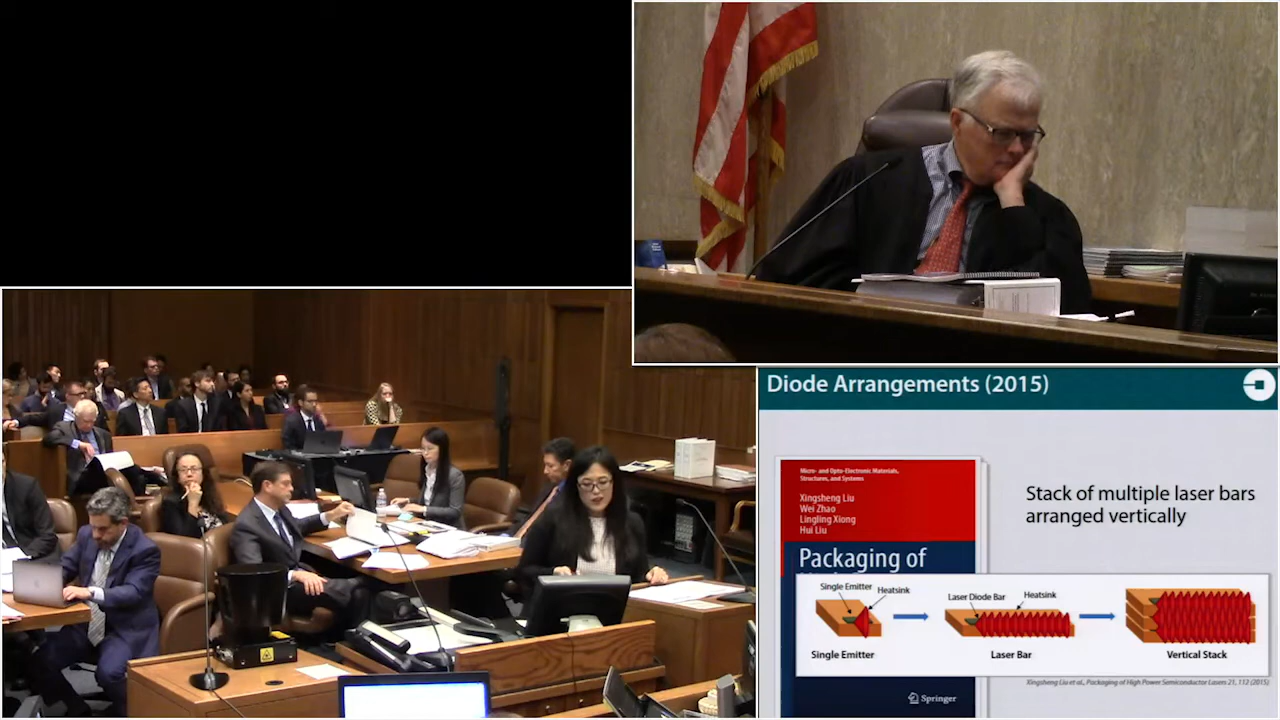 Diode Arrangements (2015)
Micro- and Opto-Electronic Materials,
Structures, and Systems
Xingsheng Liu
Wei Zhao
Lingling Xiong
Hui Liu
Packaging of
Stack of multiple laser bars
arranged vertically
Single Emitter
Heatsink
Single Emitter
Laser Diode Bar
Heatsink
Laser Bar
Vertical Stack
Xingsheng Liu et al., Packaging of High Power Semiconductor Lasers 21, 112 (2015)
Springer